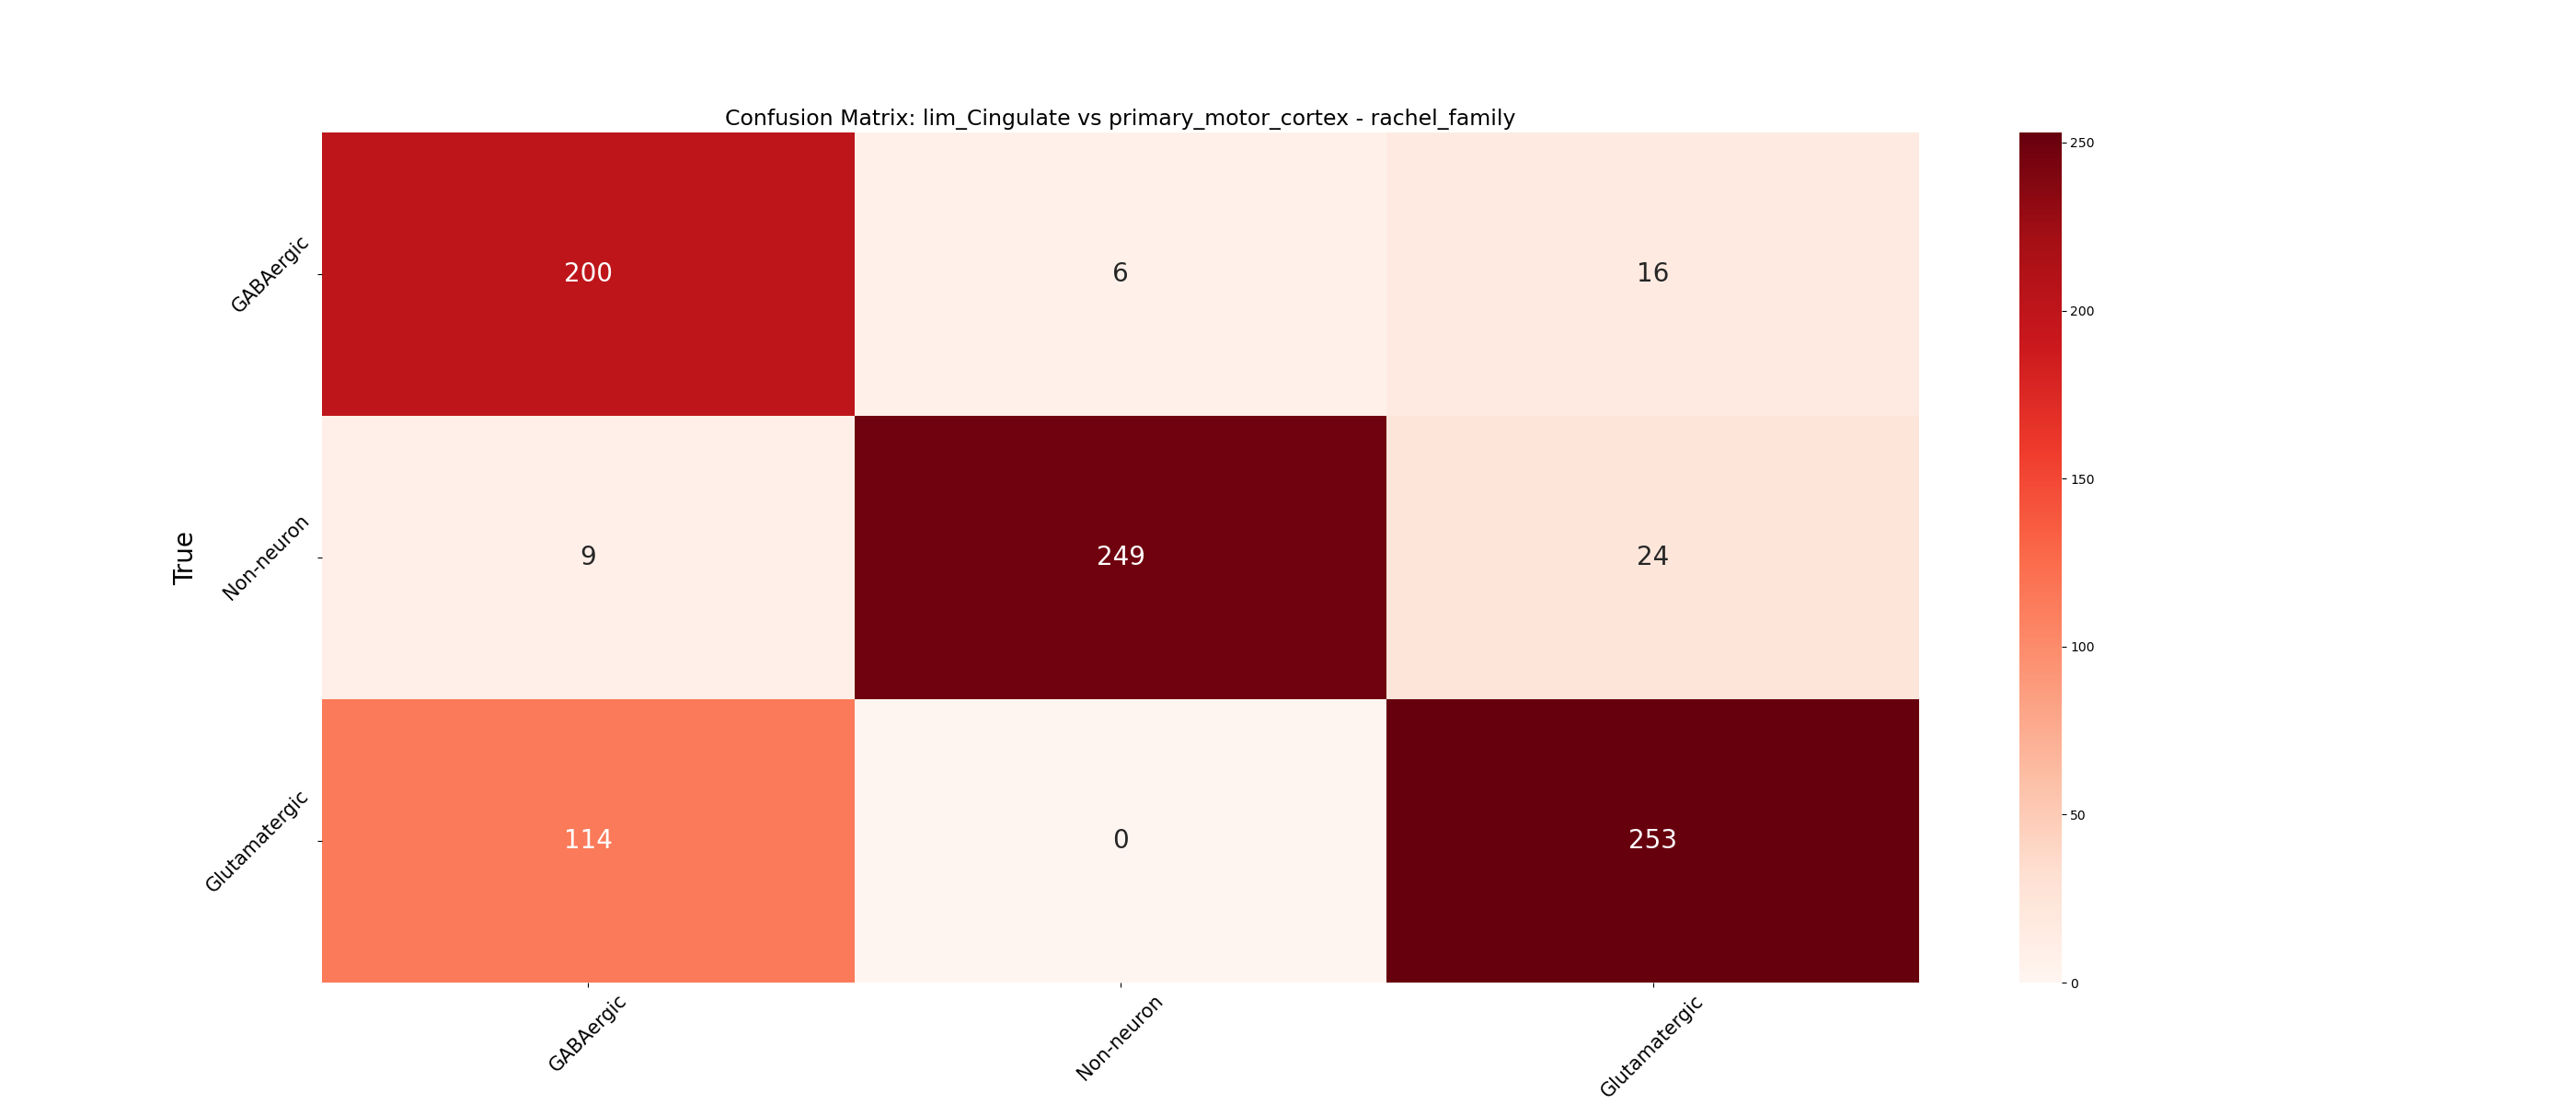 Confusion Matrix: lim_Cingulate vs primary_motor_cortex - rachel_family
250
200
150
100
50
0
True
GABAergic
200
6
16
Non-neuron
9
249
24
Glutamatergic
114
0
253
GABAergic
Non-neuron
Glutamatergic